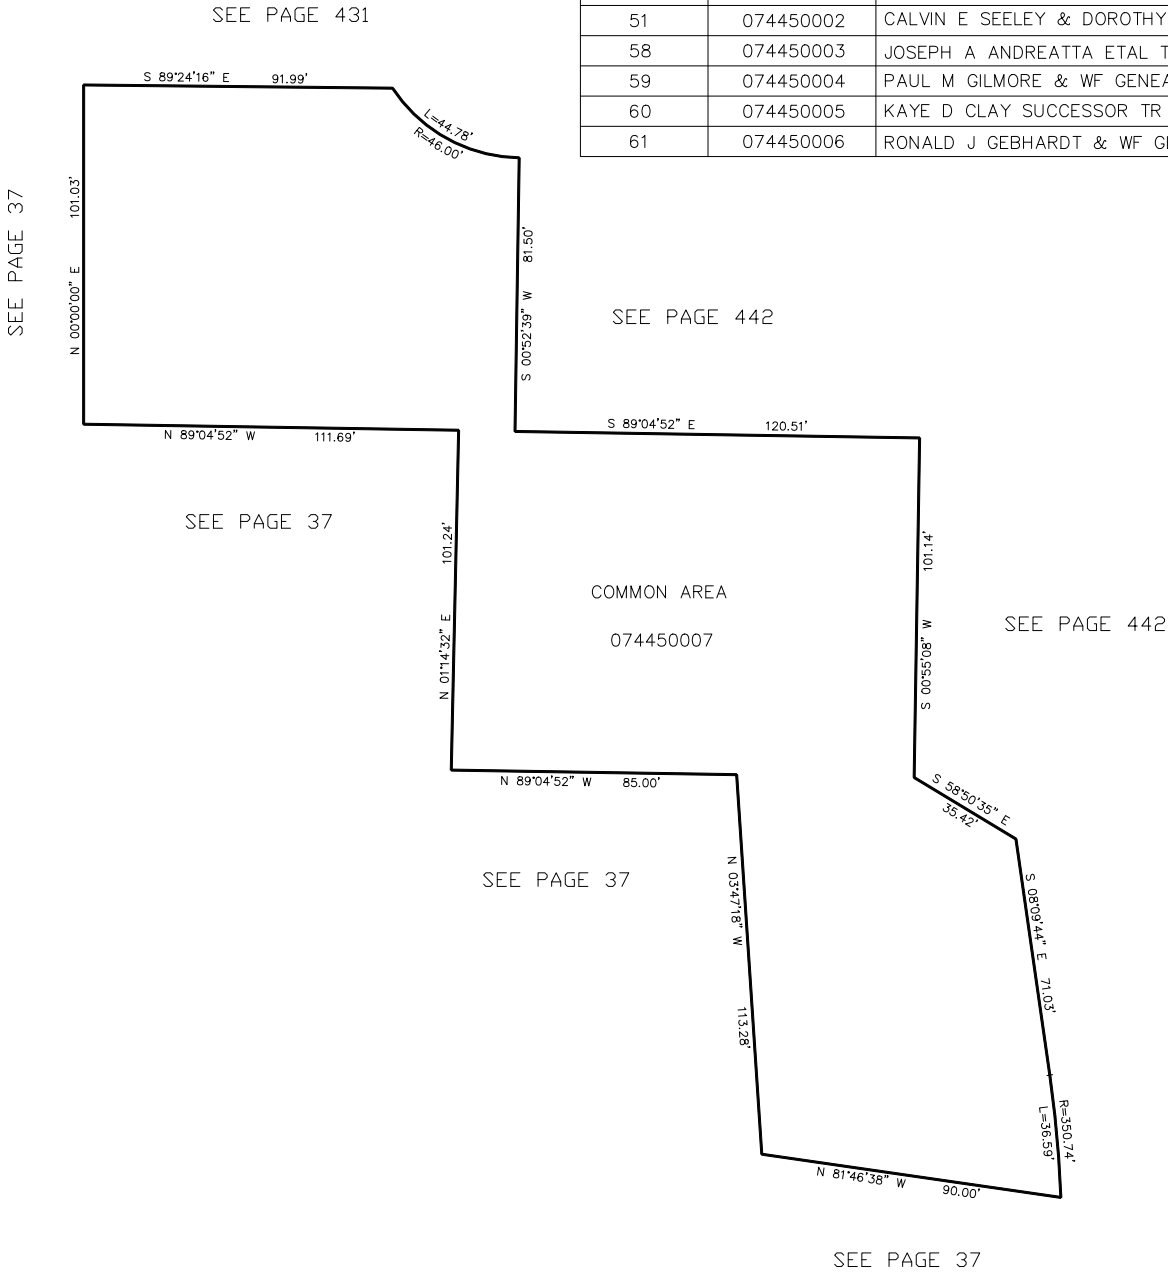 SEE PAGE 431
51 074450002 CALVIN E SEELEY & DOROTHY
58 074450003 JOSEPH A ANDREATTA ETAL
59 074450004 PAUL M GILMORE & WF
60 074450005 KAYE D CLAY SUCCESSOR TR
61 074450006 RONALD J GEBHARDT & WF
S 89°24'16" E 91.99'
L=44.78'
R=46.00'
SEE PAGE 37
N 00°00'00" E 101.03'
S 00°52'39" W 81.50'
SEE PAGE 442
N 89°04'52" W 111.69'
S 89°04'52" E 120.51'
SEE PAGE 37
N 01°14'32" E 101.24'
COMMON AREA
074450007
S 00°55'08" W 101.14'
SEE PAGE 442
N 89°04'52" W 85.00'
S 58°50'35" E
35.42'
SEE PAGE 37
N 03°47'18" W 113.28'
S 08°09'44" E 71.03'
R=350.74'
L=36.59'
N 81°46'38" W 90.00'
SEE PAGE 37